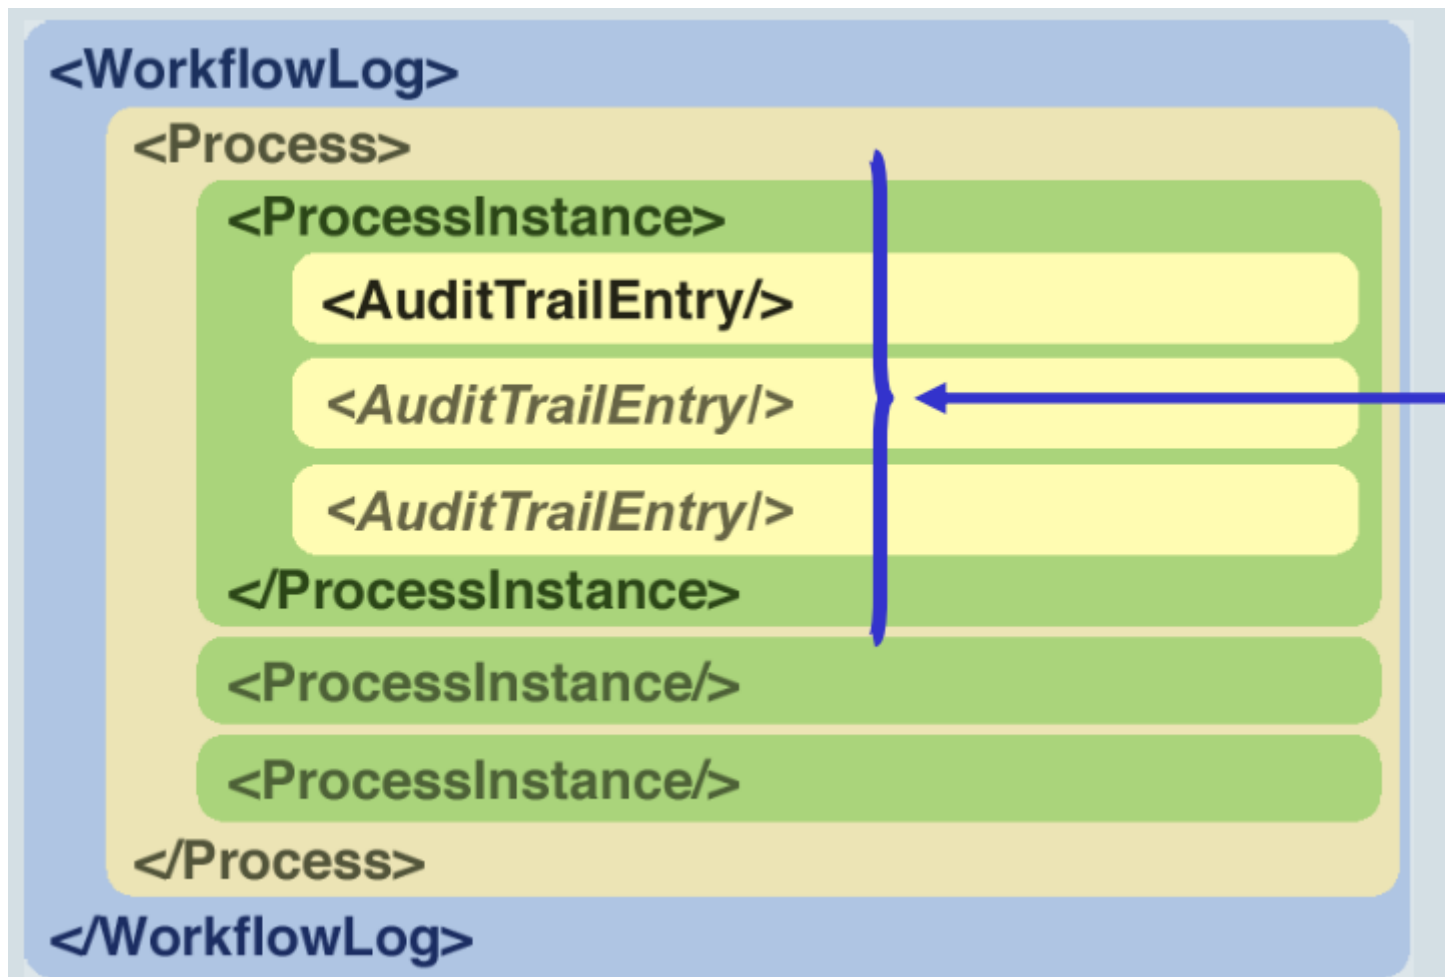 <WorkflowLog>
<Process>
<ProcessInstance>
<AuditTrailEntry/>
<AuditTrailEntry/>
<AuditTrailEntry/>
</ProcessInstance>
<ProcessInstance/>
<ProcessInstance/>
</Process>
</WorkflowLog>